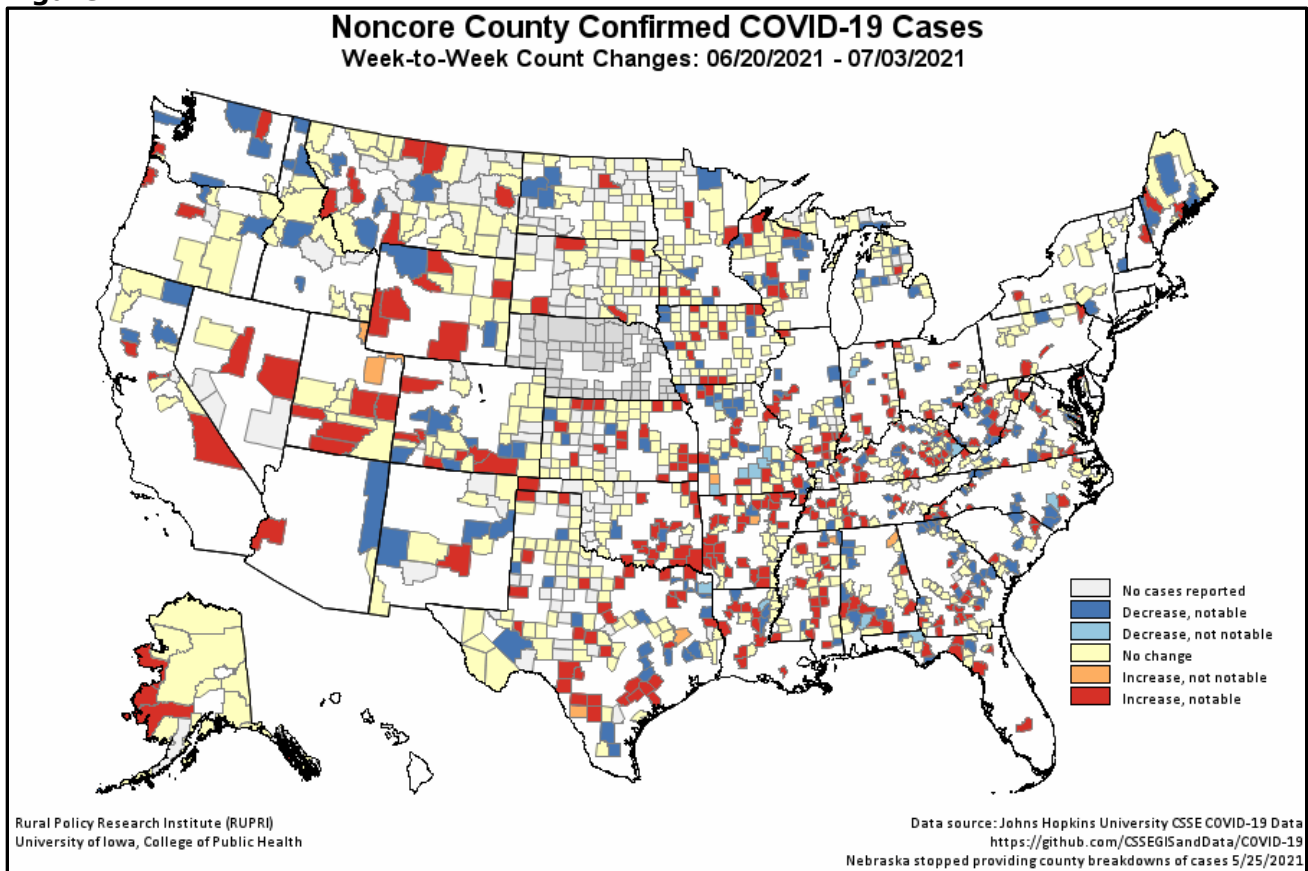 Noncore County Confirmed COVID-19 Cases
Week-to-Week Count Changes: 06/20/2021 - 07/03/2021
No cases reported
Decrease, notable
Decrease, not notable
No change
Increase, not notable
Increase, notable
Rural Policy Research Institute (RUPRI)
University of Iowa, College of Public Health
Data source: Johns Hopkins University CSSE COVID-19 Data
https://github.com/CSSEGISandData/COVID-19
Nebraska stopped providing county breakdowns of cases 5/25/2021